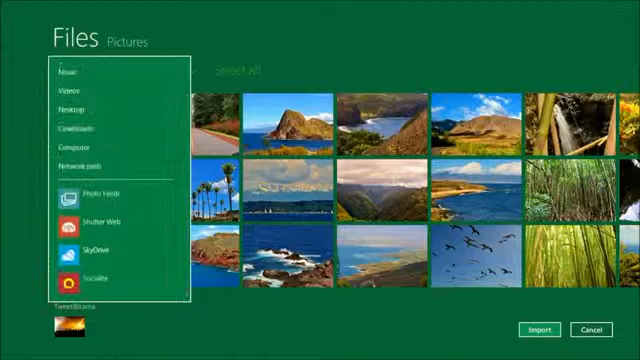 Files Pictures
Select all
Music
Videos
Desktop
Downloads
Computer
Network path
Photo Feeds
Shutter Web
SkyDrive
Socialite
TweetBrama
Import
Cancel